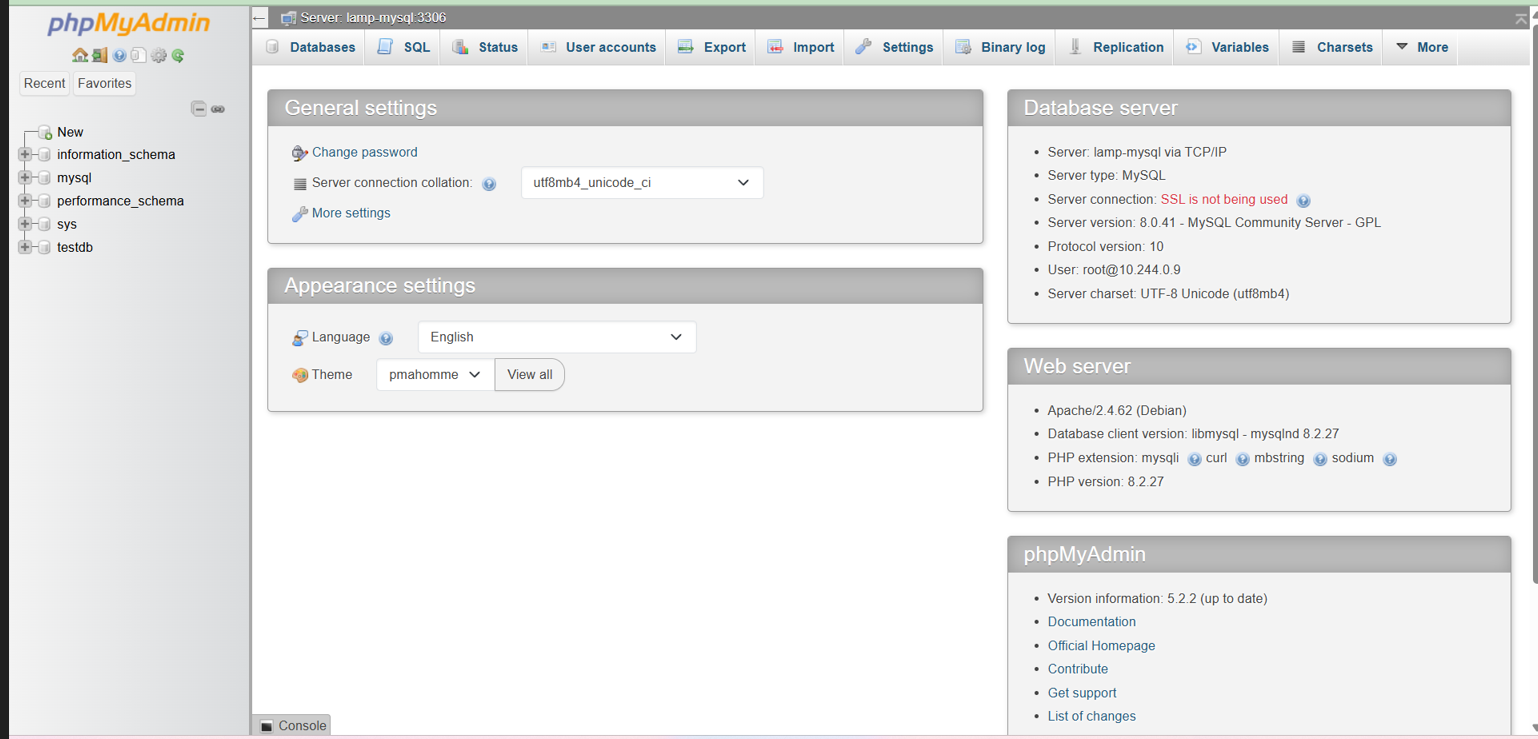 phpMyAdmin
Recent Favorites
New
information_schema
mysql
performance_schema
sys
testdb
Server: lamp-mysql:3306
Databases SQL Status User accounts Export Import Settings Binary log Replication Variables Charsets More
General settings
Change password
Server connection collation: utf8mb4_unicode_ci
More settings
Appearance settings
Language English
Theme pmahomme View all
Database server
Server: lamp-mysql via TCP/IP
Server type: MySQL
Server connection: SSL is not being used
Server version: 8.0.41 - MySQL Community Server - GPL
Protocol version: 10
User: root@10.244.0.9
Server charset: UTF-8 Unicode (utf8mb4)
Web server
Apache/2.4.62 (Debian)
Database client version: libmysql - mysqlnd 8.2.27
PHP extension: mysqli curl mbstring sodium
PHP version: 8.2.27
phpMyAdmin
Version information: 5.2.2 (up to date)
Documentation
Official Homepage
Contribute
Get support
List of changes
Console